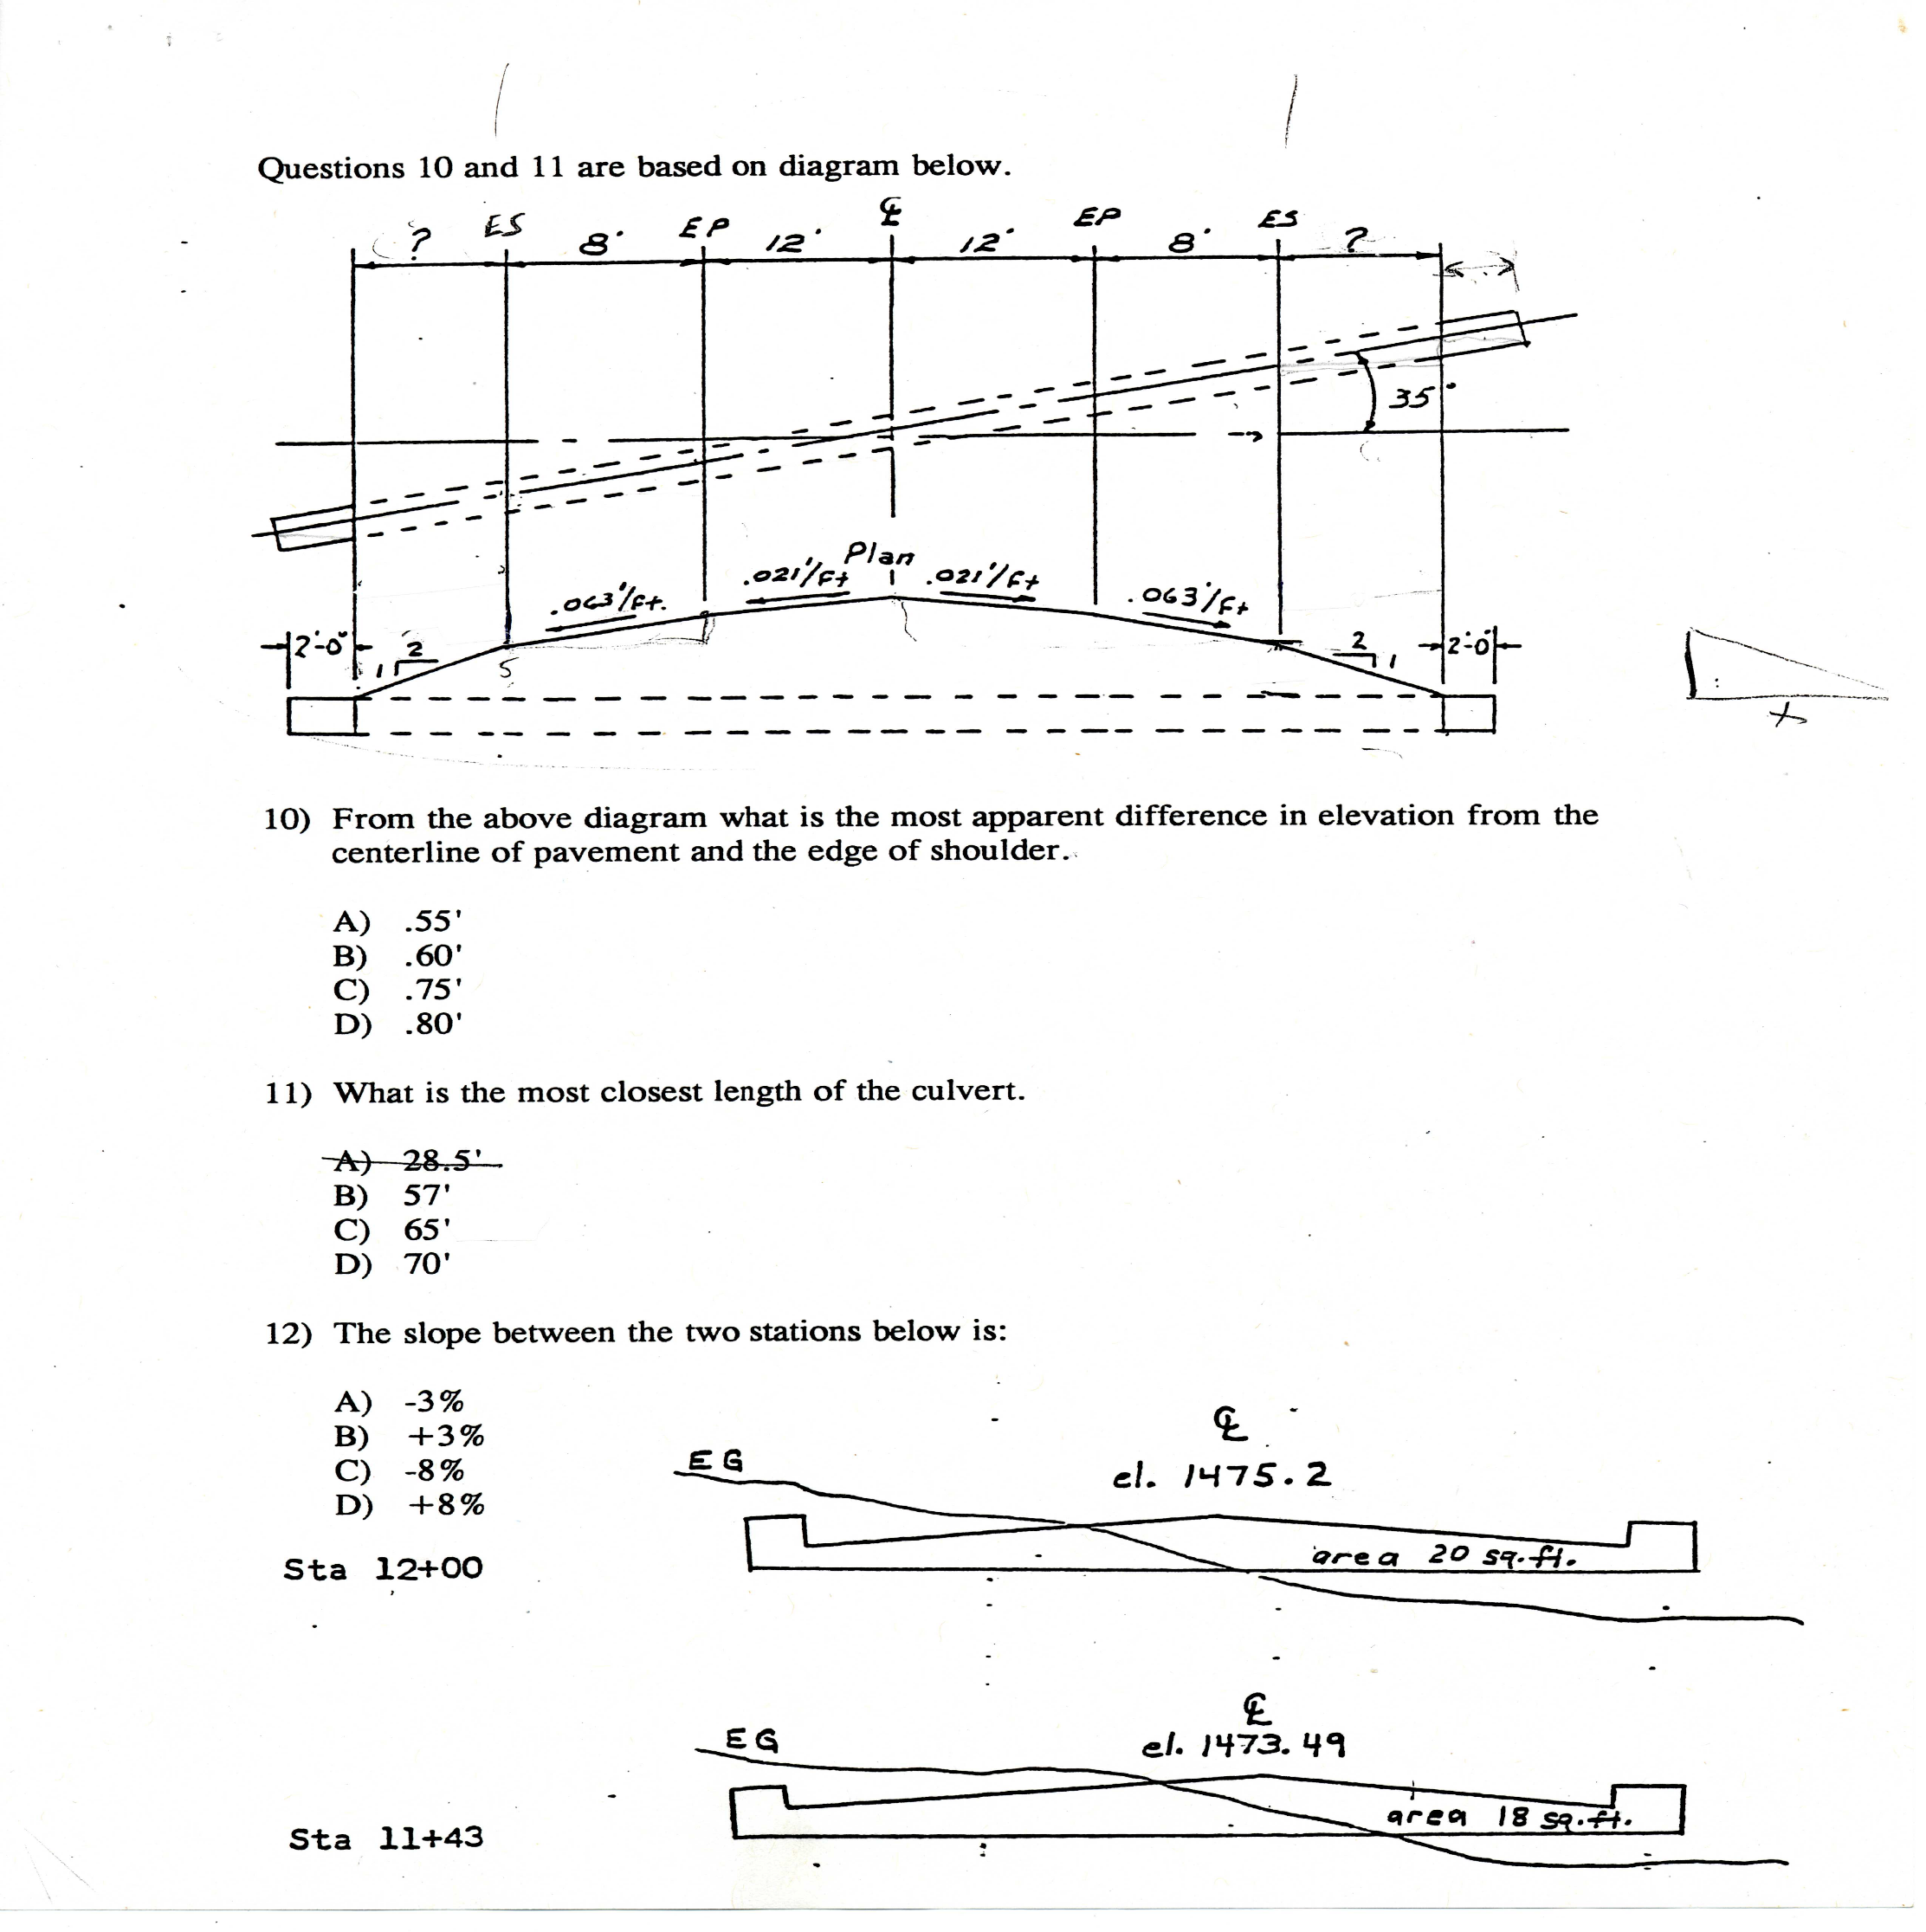 Questions 10 and 11 are based on diagram below.
? ES 8' EP 12' ℄ 12' EP 8' ES ?
35°
Plan
.063'/ft. .021'/ft .021'/ft .063'/ft
2'-0" 1 2 2 1 2'-0"
S
x
10) From the above diagram what is the most apparent difference in elevation from the
centerline of pavement and the edge of shoulder.
A) .55'
B) .60'
C) .75'
D) .80'
11) What is the most closest length of the culvert.
A) 28.5'
B) 57'
C) 65'
D) 70'
12) The slope between the two stations below is:
A) -3%
B) +3%
C) -8%
D) +8%
℄
EG
el. 1475.2
area 20 sq.ft.
Sta 12+00
℄
EG
el. 1473.49
area 18 sq.ft.
Sta 11+43